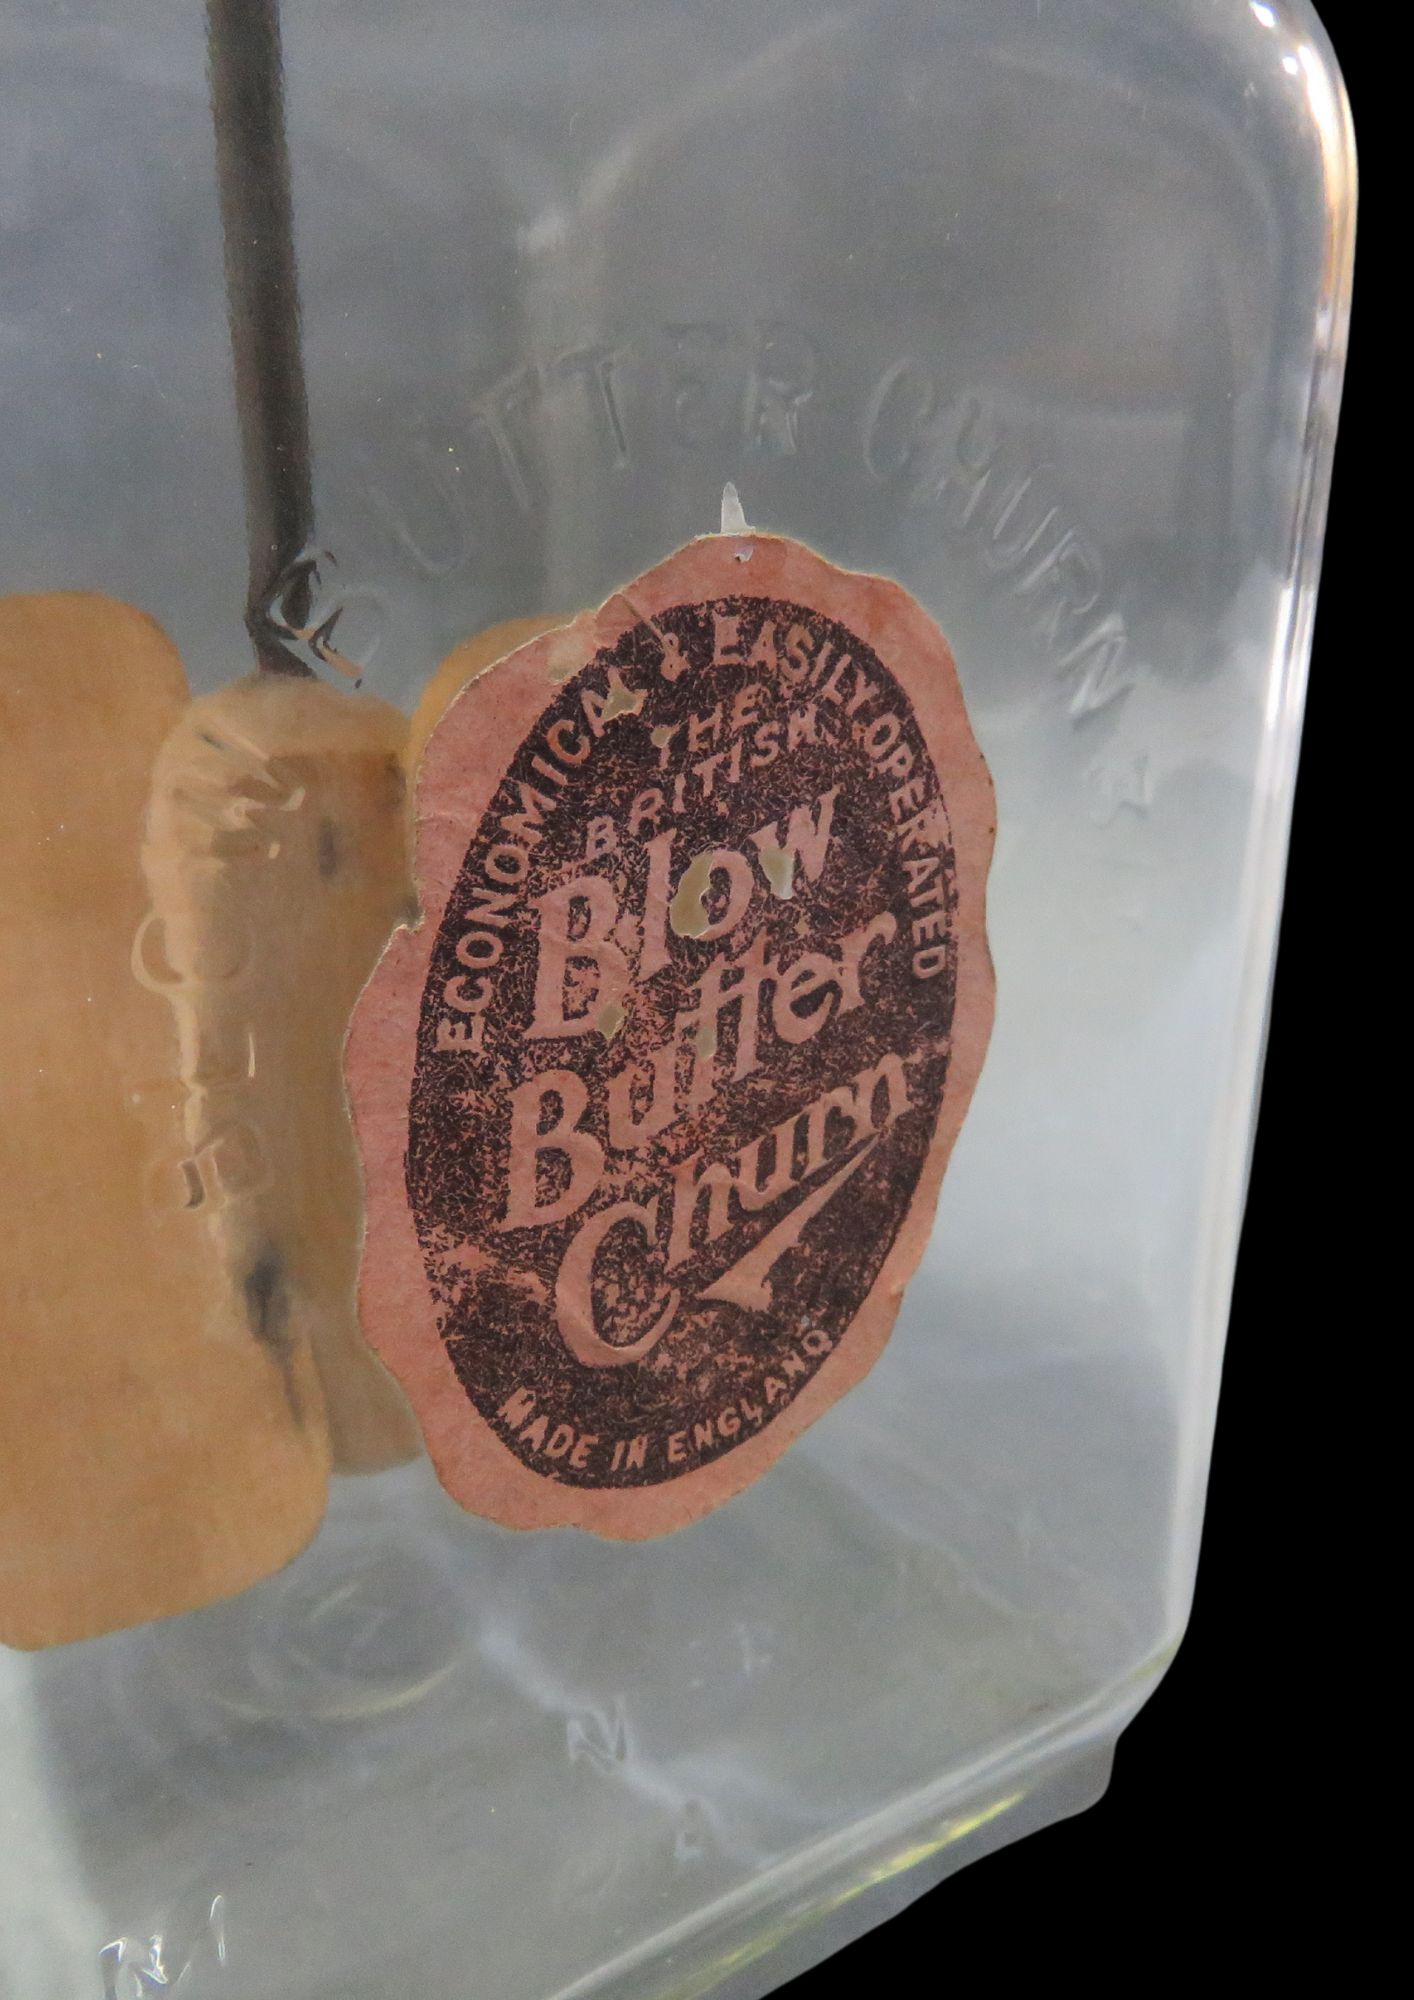 BUTTER CHURN
ECONOMICAL & EASILY OPERATED
THE
BRITISH
Blow
Butter
Churn
MADE IN ENGLAND